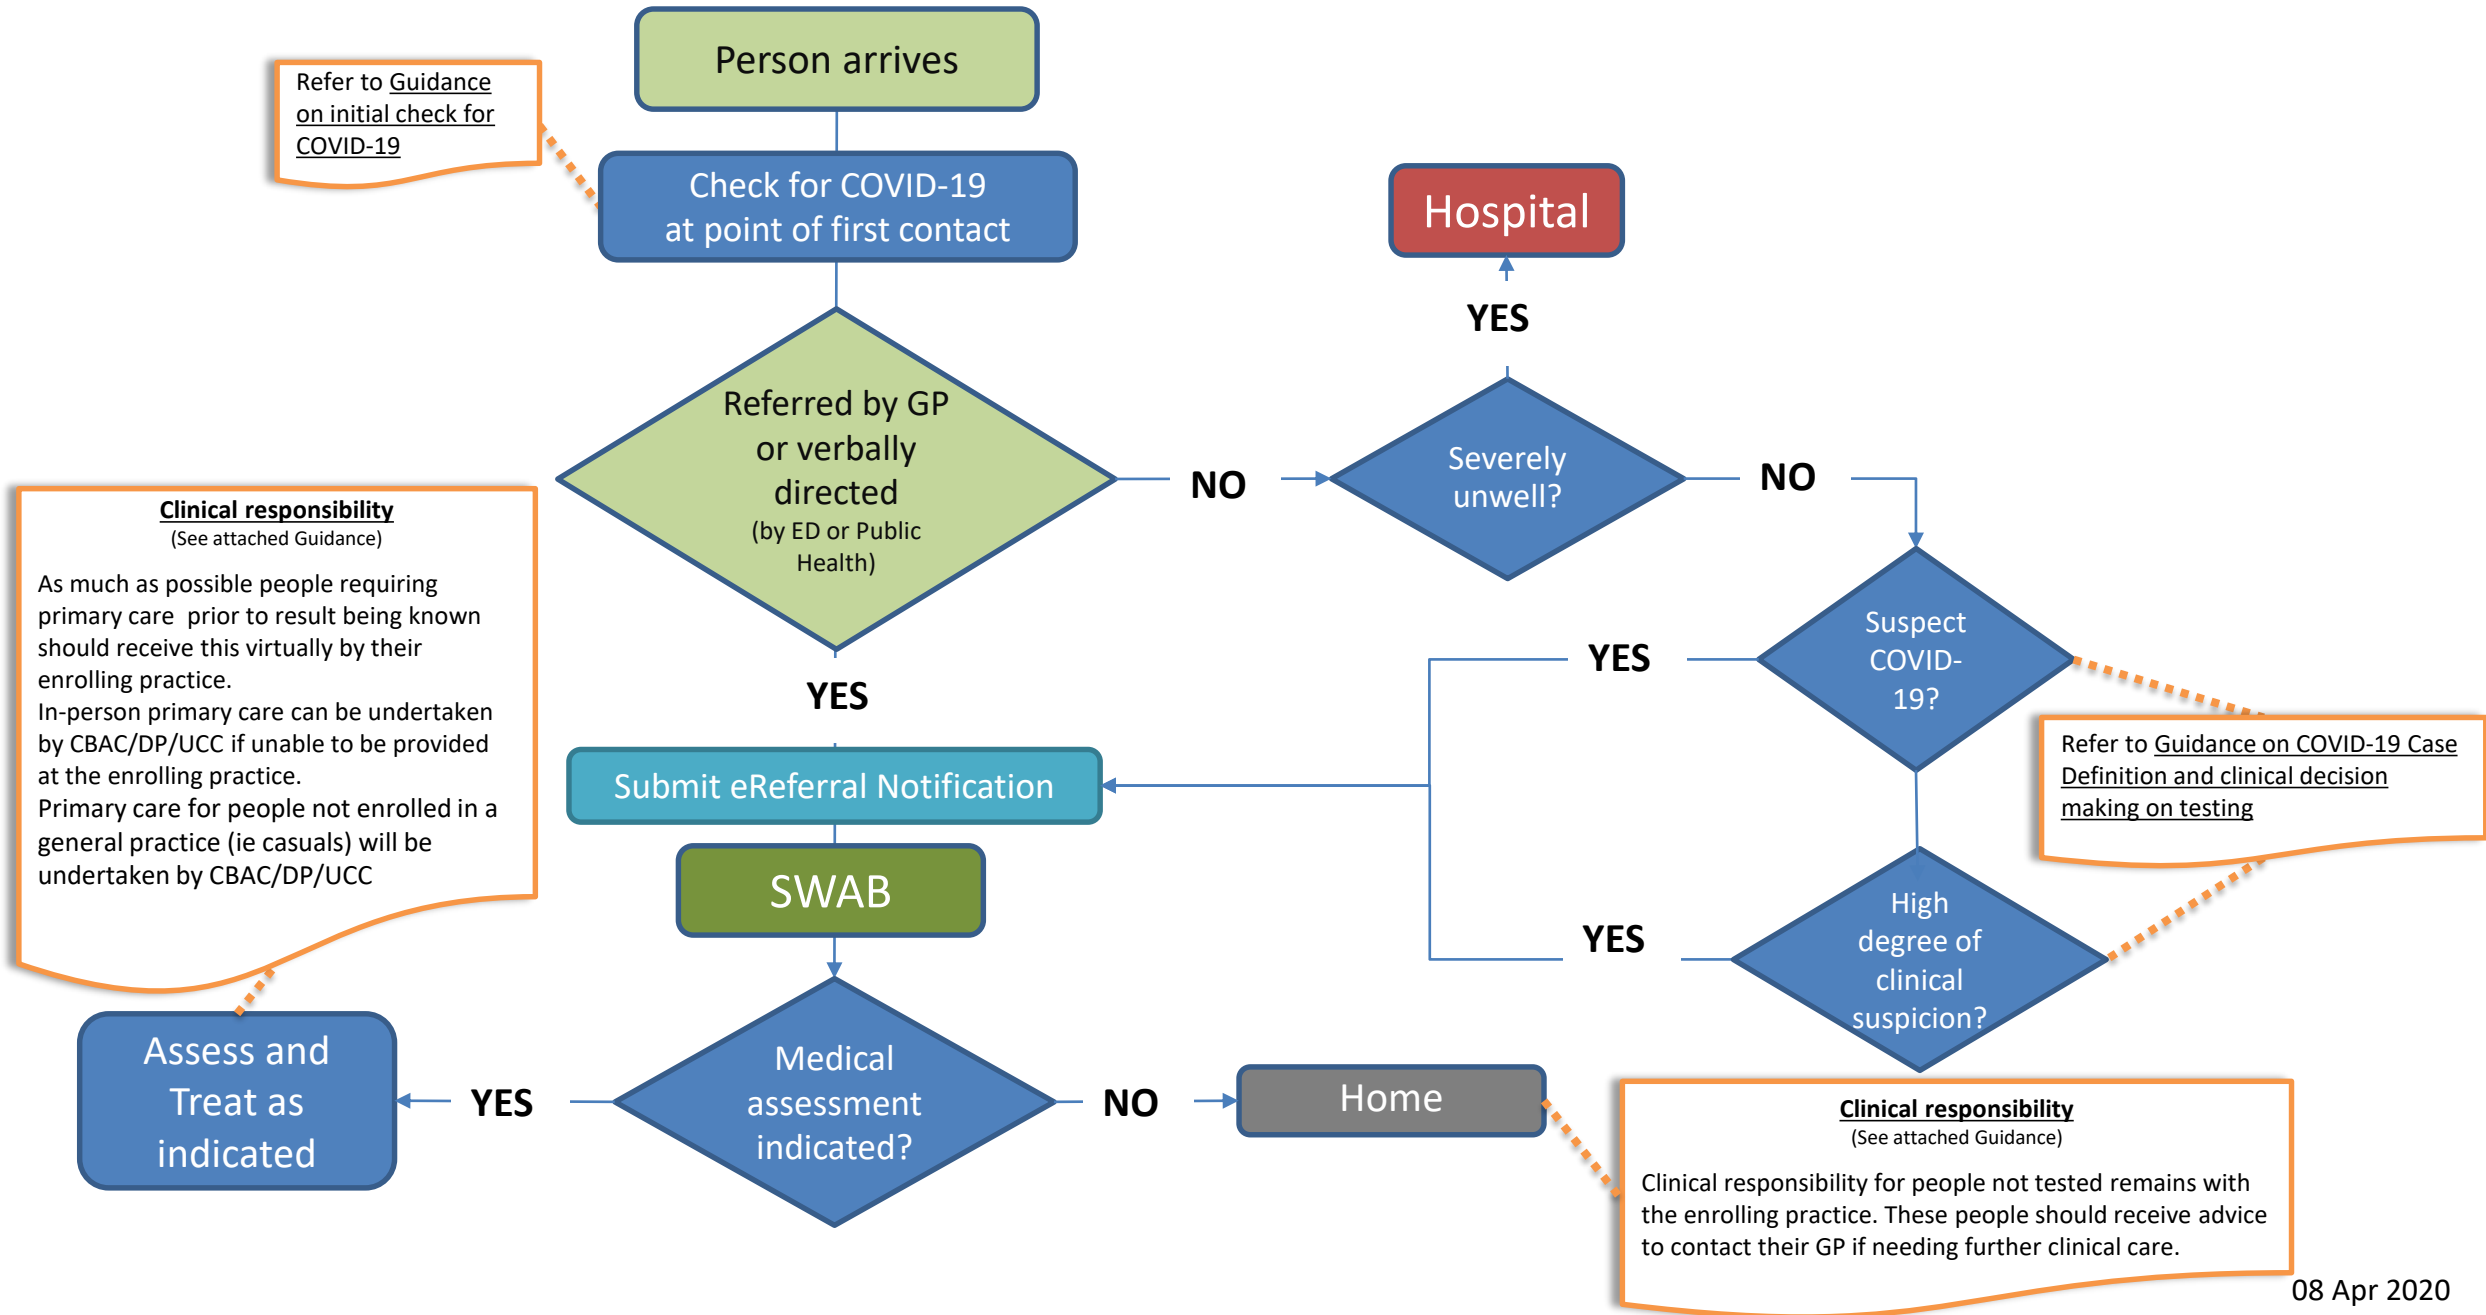 Person arrives
Refer to Guidance
on initial check for
COVID-19
Check for COVID-19
at point of first contact
Hospital
YES
Referred by GP
or verbally
directed
(by ED or Public
Health)
NO
Severely
unwell?
NO
Clinical responsibility
(See attached Guidance)
As much as possible people requiring
primary care  prior to result being known
should receive this virtually by their
enrolling practice.
In-person primary care can be undertaken
by CBAC/DP/UCC if unable to be provided
at the enrolling practice.
Primary care for people not enrolled in a
general practice (ie casuals) will be
undertaken by CBAC/DP/UCC
Suspect
COVID-
19?
YES
YES
Refer to Guidance on COVID-19 Case
Definition and clinical decision
making on testing
Submit eReferral Notification
SWAB
High
degree of
clinical
suspicion?
YES
Assess and
Treat as
indicated
YES
Medical
assessment
indicated?
NO
Home
Clinical responsibility
(See attached Guidance)
Clinical responsibility for people not tested remains with
the enrolling practice. These people should receive advice
to contact their GP if needing further clinical care.
08 Apr 2020